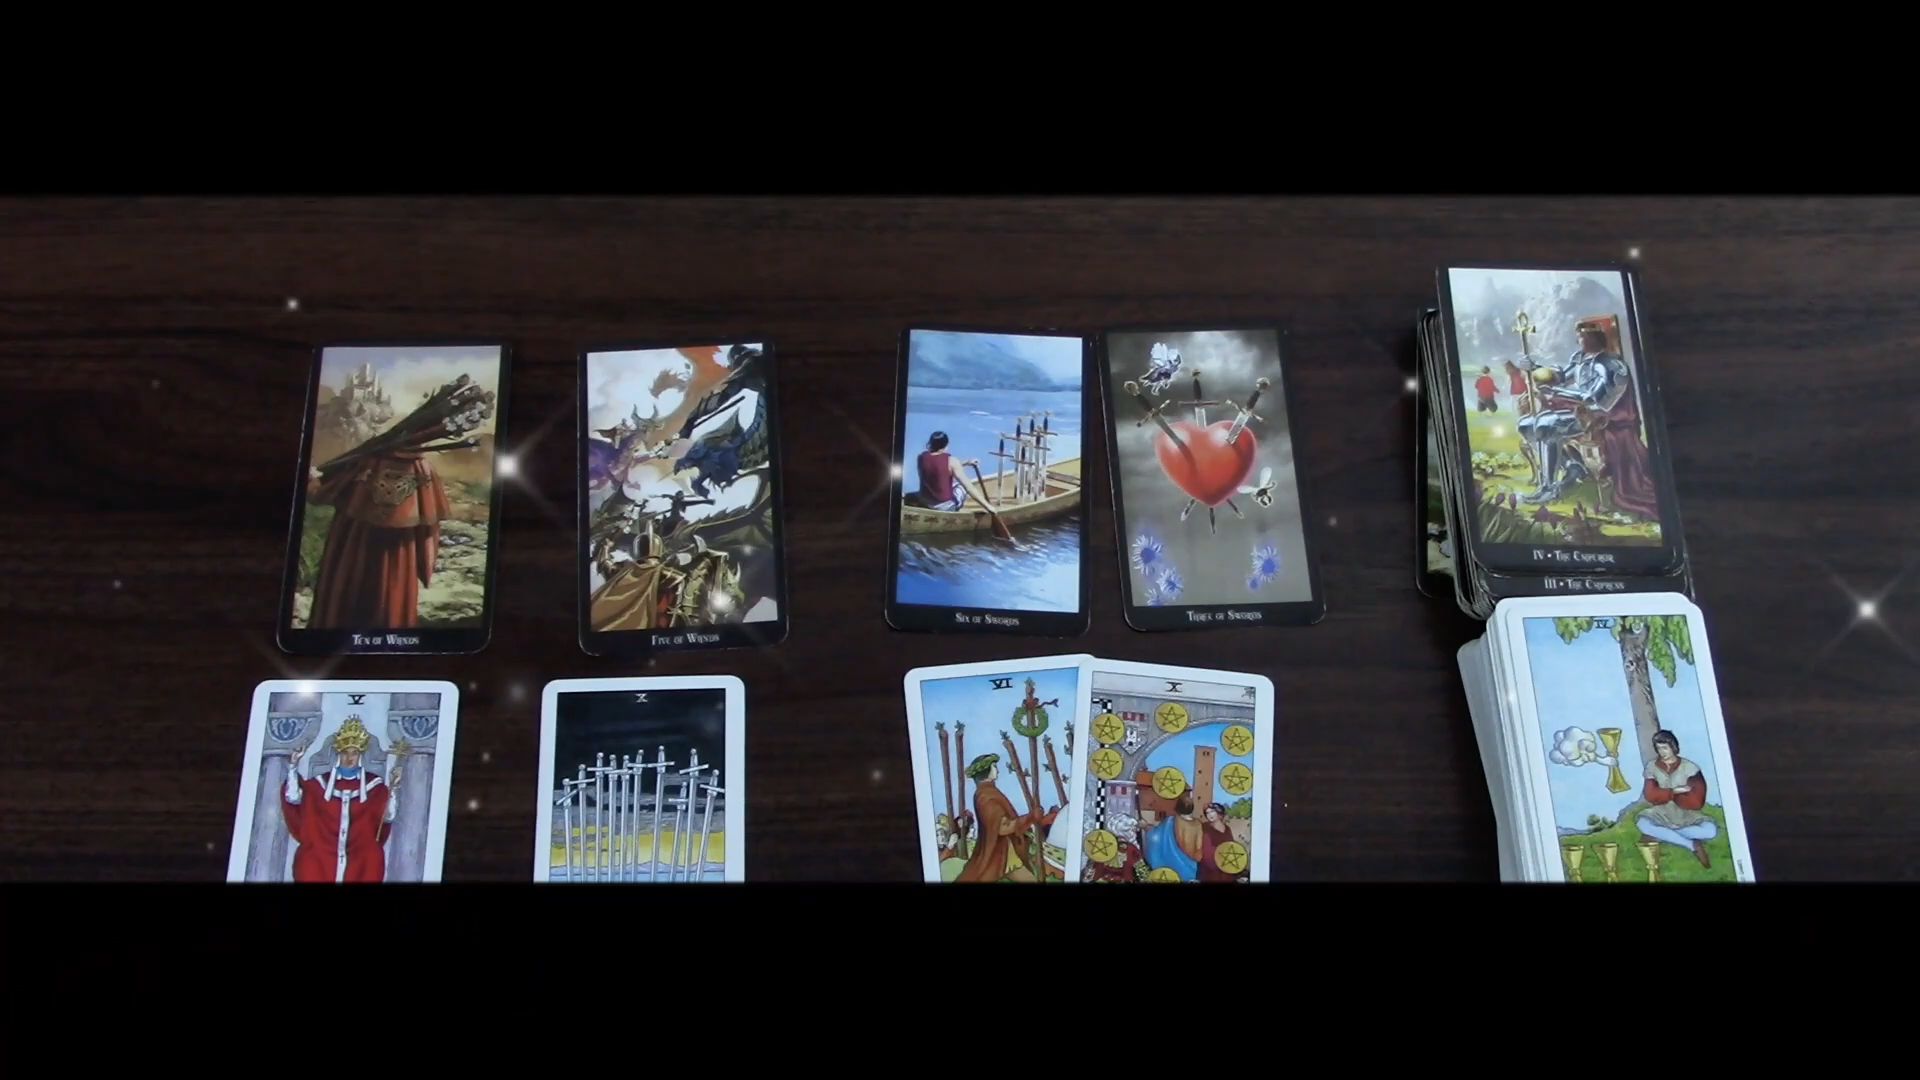 Ten of Wands
Five of Wands
Six of Swords
Three of Swords
IV • The Emperor
III • The Empress
V
X
VI
X
IV